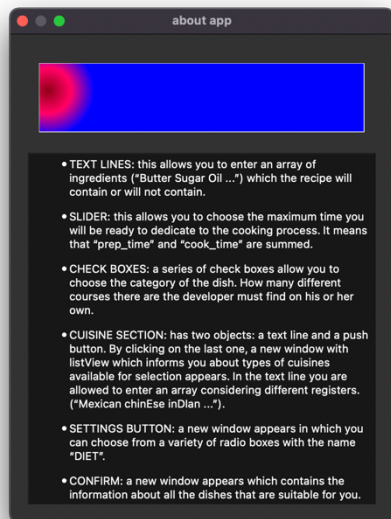 about app
• TEXT LINES: this allows you to enter an array of
ingredients (“Butter Sugar Oil ...”) which the recipe will
contain or will not contain.
• SLIDER: this allows you to choose the maximum time you
will be ready to dedicate to the cooking process. It means
that “prep_time” and “cook_time” are summed.
• CHECK BOXES: a series of check boxes allow you to
choose the category of the dish. How many different
courses there are the developer must find on his or her
own.
• CUISINE SECTION: has two objects: a text line and a push
button. By clicking on the last one, a new window with
listView which informs you about types of cuisines
available for selection appears. In the text line you are
allowed to enter an array considering different registers.
(“Mexican chinEse inDIan ...”).
• SETTINGS BUTTON: a new window appears in which you
can choose from a variety of radio boxes with the name
“DIET”.
• CONFIRM: a new window appears which contains the
information about all the dishes that are suitable for you.